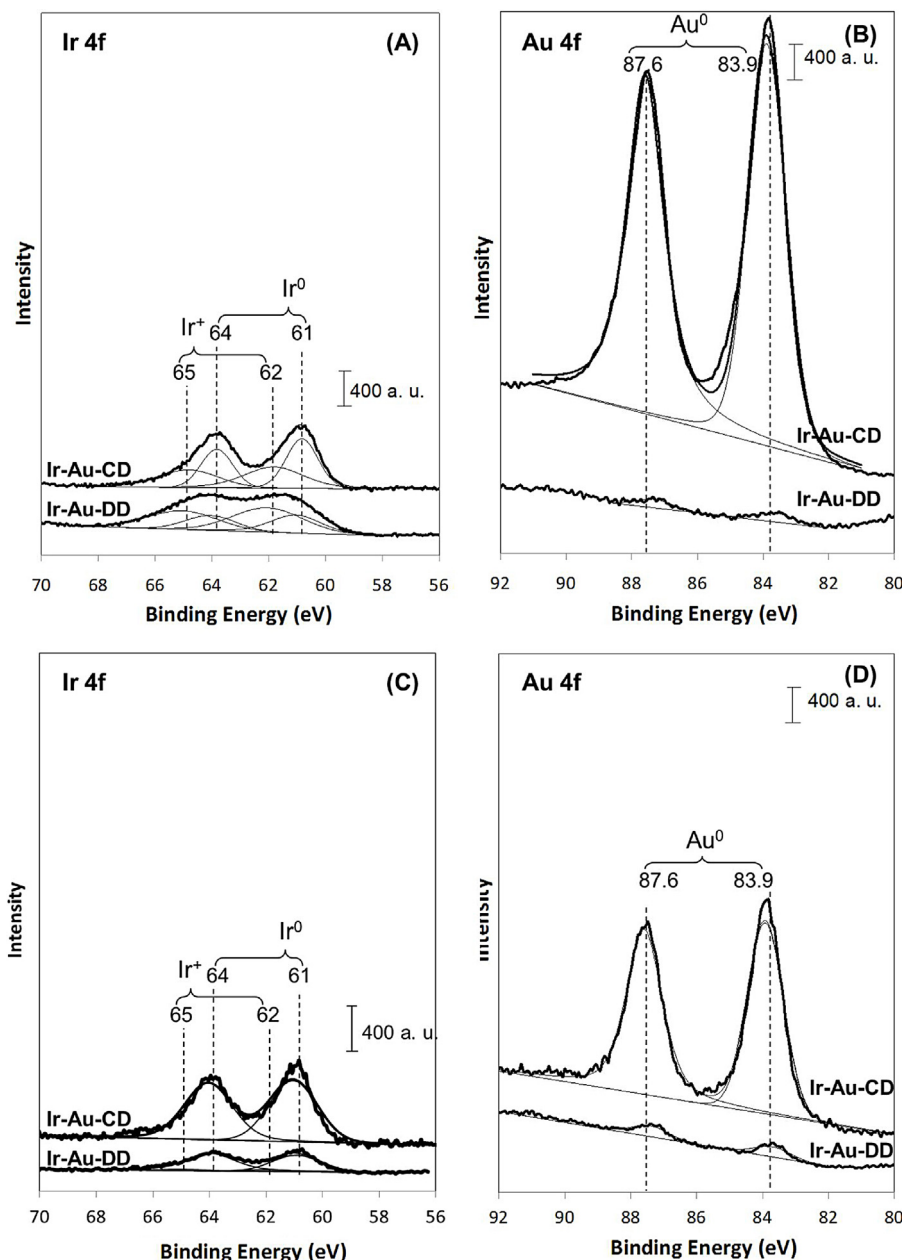 Ir 4f
(A)
Ir⁰
Ir⁺
64
61
65
62
400 a. u.
Ir-Au-CD
Ir-Au-DD
Intensity
70
68
66
64
62
60
58
56
Binding Energy (eV)
Au 4f
(B)
Au⁰
87.6
83.9
400 a. u.
Ir-Au-CD
Ir-Au-DD
Intensity
92
90
88
86
84
82
80
Binding Energy (eV)
Ir 4f
(C)
Ir⁰
Ir⁺
64
61
65
62
400 a. u.
Ir-Au-CD
Ir-Au-DD
Intensity
70
68
66
64
62
60
58
56
Binding Energy (eV)
Au 4f
(D)
400 a. u.
Au⁰
87.6
83.9
Ir-Au-CD
Ir-Au-DD
Intensity
92
90
88
86
84
82
80
Binding Energy (eV)